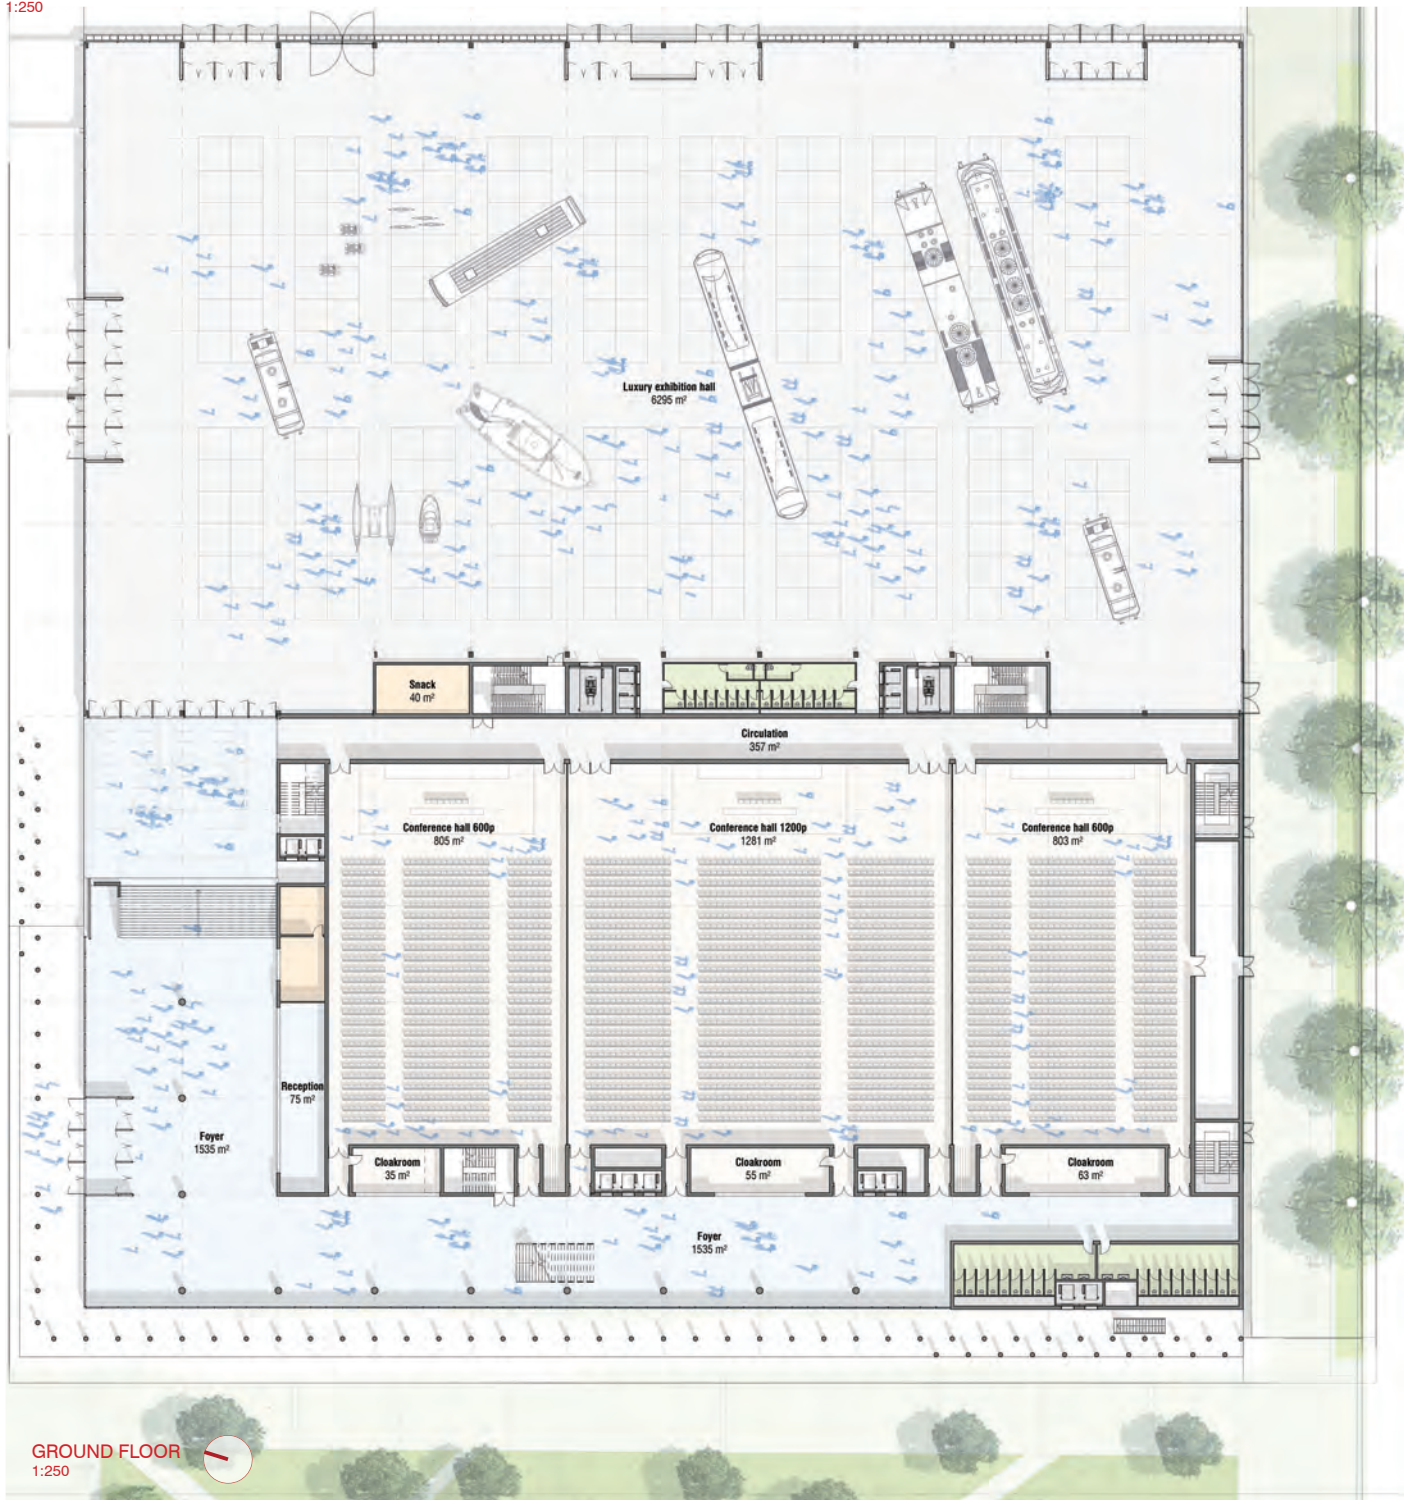 1:250
Luxury exhibition hall
6295 m²
Snack
40 m²
Circulation
357 m²
Conference hall 600p
805 m²
Conference hall 1200p
1281 m²
Conference hall 600p
803 m²
Reception
75 m²
Foyer
1535 m²
Cloakroom
35 m²
Cloakroom
55 m²
Cloakroom
63 m²
Foyer
1535 m²
GROUND FLOOR
1:250